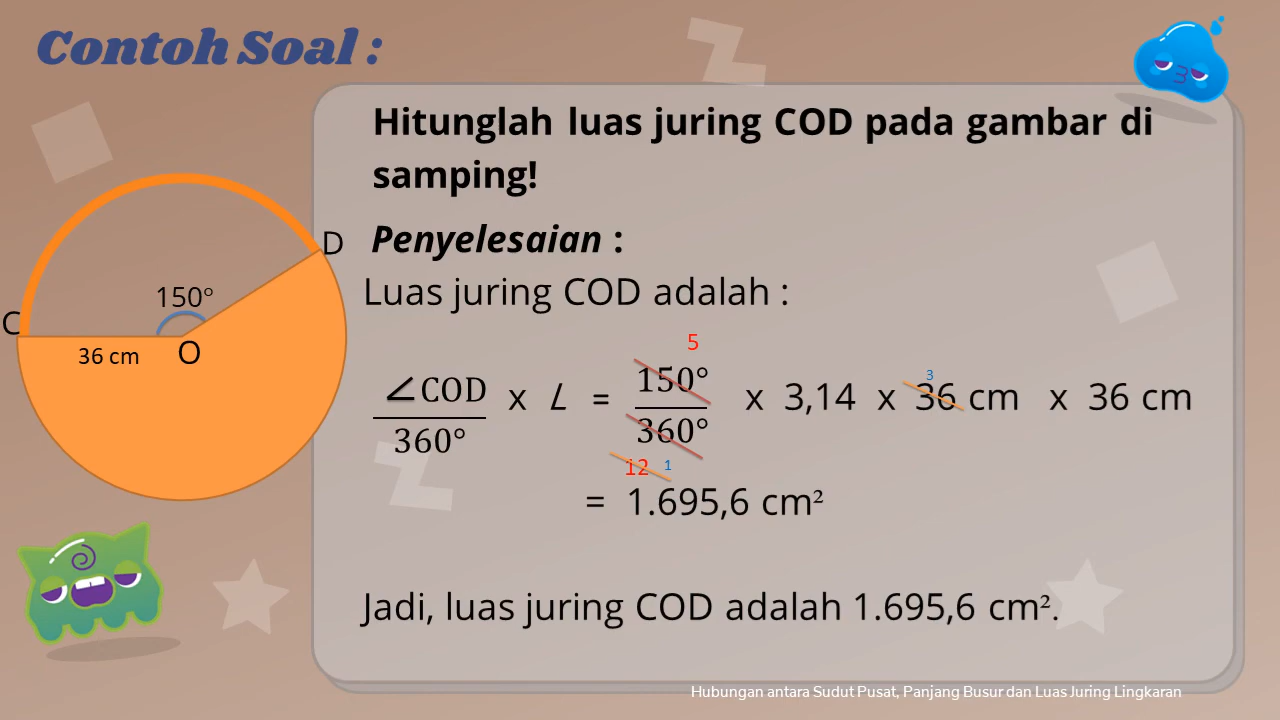 Contoh Soal :
Hitunglah luas juring COD pada gambar di
samping!
Penyelesaian :
Luas juring COD adalah :
D
150°
C
36 cm
O
5
∠COD
360°
x L =
150°
360°
x 3,14 x 36 cm x 36 cm
3
12 1
= 1.695,6 cm²
Jadi, luas juring COD adalah 1.695,6 cm².
Hubungan antara Sudut Pusat, Panjang Busur dan Luas Juring Lingkaran